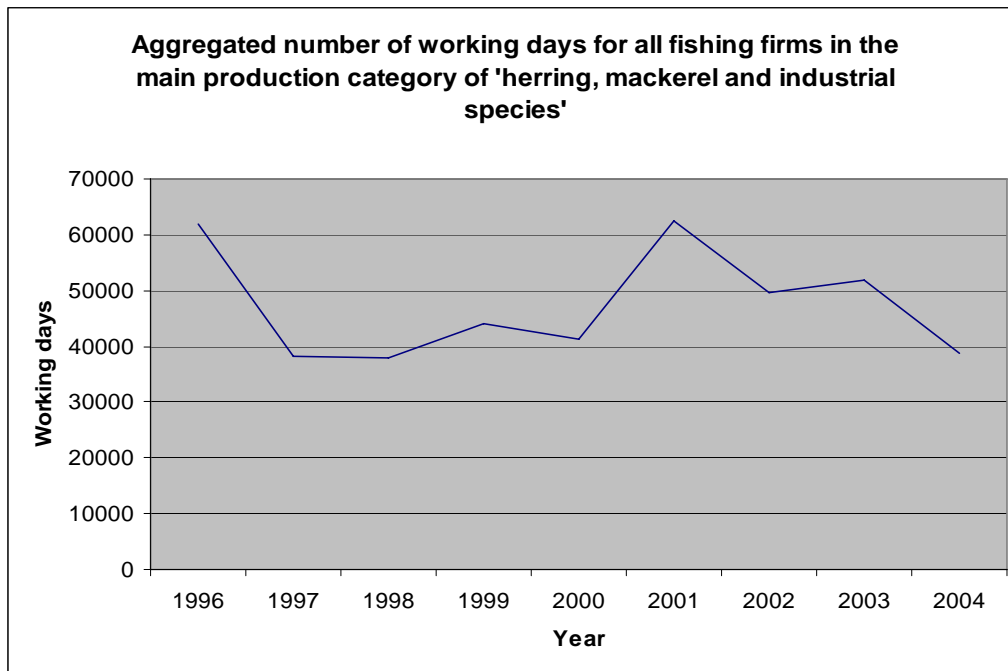 Aggregated number of working days for all fishing firms in the
main production category of 'herring, mackerel and industrial
species'
70000
60000
50000
40000
30000
20000
10000
0
Working days
1996 1997 1998 1999 2000 2001 2002 2003 2004
Year